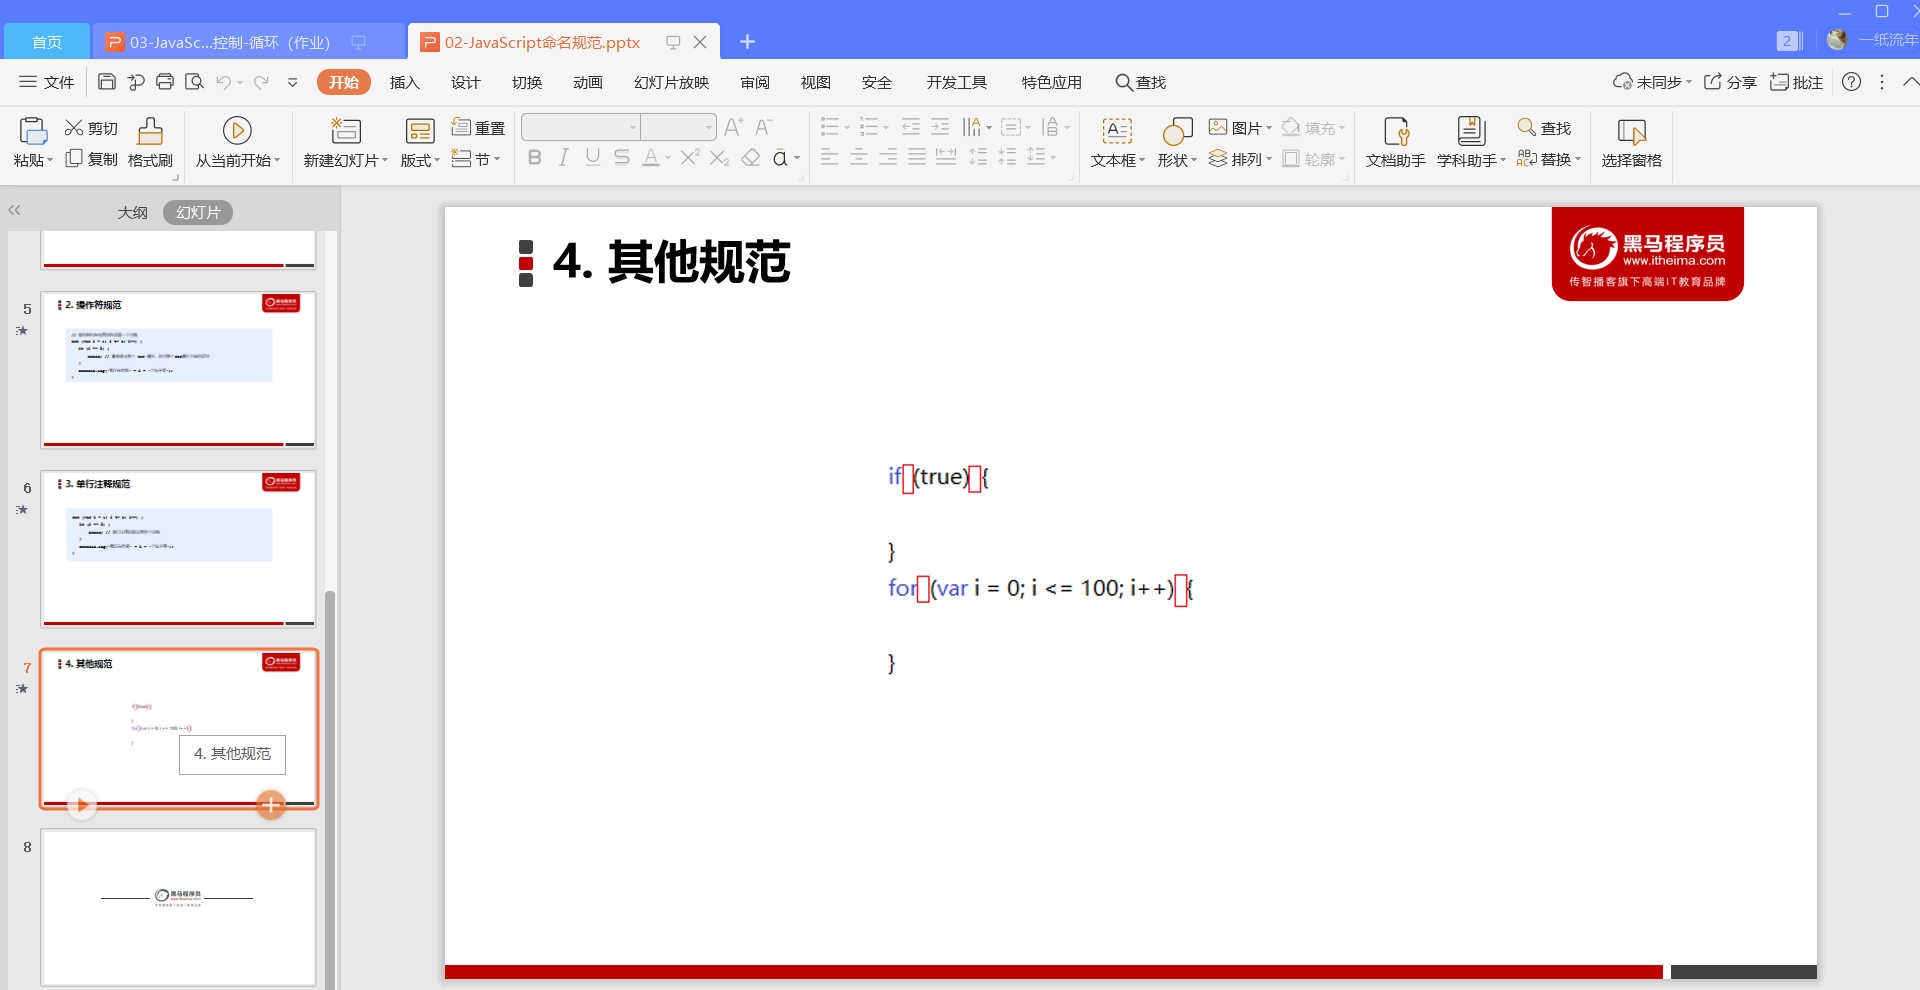 首页
03-JavaSc...控制-循环（作业）
02-JavaScript命名规范.pptx
2
一纸流年
文件
开始
插入
设计
切换
动画
幻灯片放映
审阅
视图
安全
开发工具
特色应用
查找
未同步
分享
批注
粘贴
剪切
复制
格式刷
从当前开始
新建幻灯片
版式
重置
节
文本框
形状
图片
排列
填充
轮廓
文档助手
学科助手
查找
替换
选择窗格
大纲
幻灯片
5
2. 操作符规范
6
3. 单行注释规范
7
4. 其他规范
4. 其他规范
8
黑马程序员
4. 其他规范
黑马程序员
www.itheima.com
传智播客旗下高端IT教育品牌
if (true) {
}
for (var i = 0; i <= 100; i++) {
}